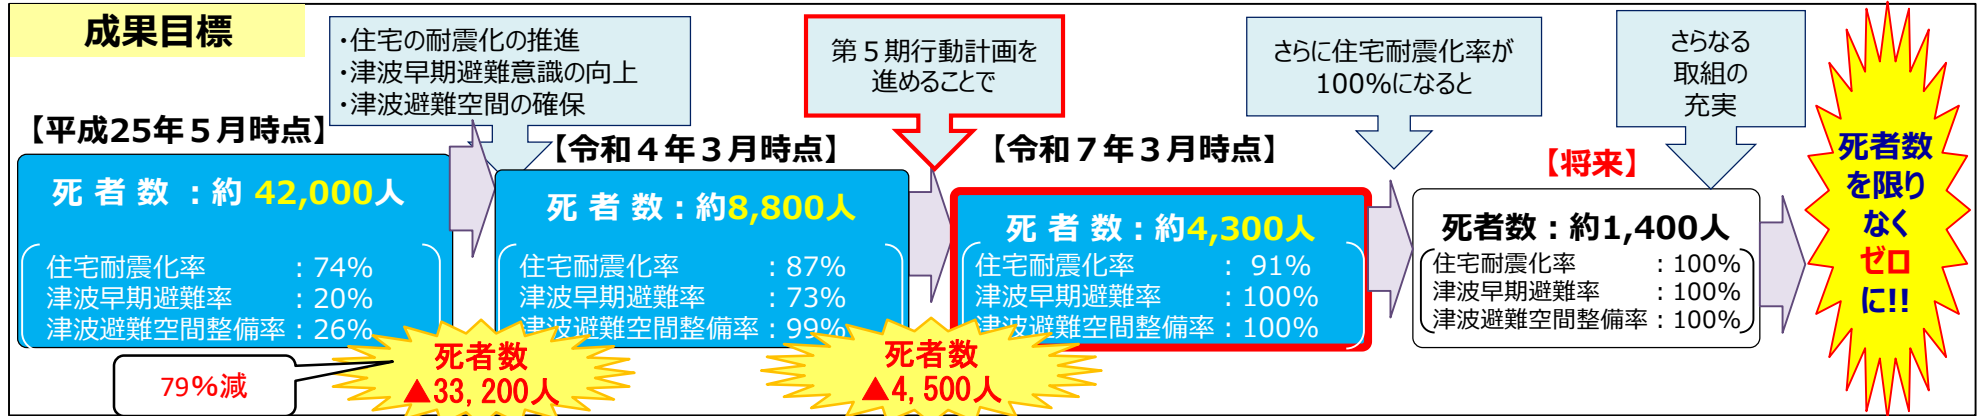 成果目標
・住宅の耐震化の推進
・津波早期避難意識の向上
・津波避難空間の確保
第5期行動計画を
進めることで
さらに住宅耐震化率が
100%になると
さらなる
取組の
充実
【平成25年5月時点】
死者数：約 42,000人
住宅耐震化率 ：74%
津波早期避難率 ：20%
津波避難空間整備率：26%
79%減
死者数
▲33,200人
【令和4年3月時点】
死者数：約8,800人
住宅耐震化率 ：87%
津波早期避難率 ：73%
津波避難空間整備率：99%
死者数
▲4,500人
【令和7年3月時点】
死者数：約4,300人
住宅耐震化率 ：91%
津波早期避難率 ：100%
津波避難空間整備率：100%
【将来】
死者数：約1,400人
住宅耐震化率 ：100%
津波早期避難率 ：100%
津波避難空間整備率：100%
死者数
を限り
なく
ゼロ
に!!